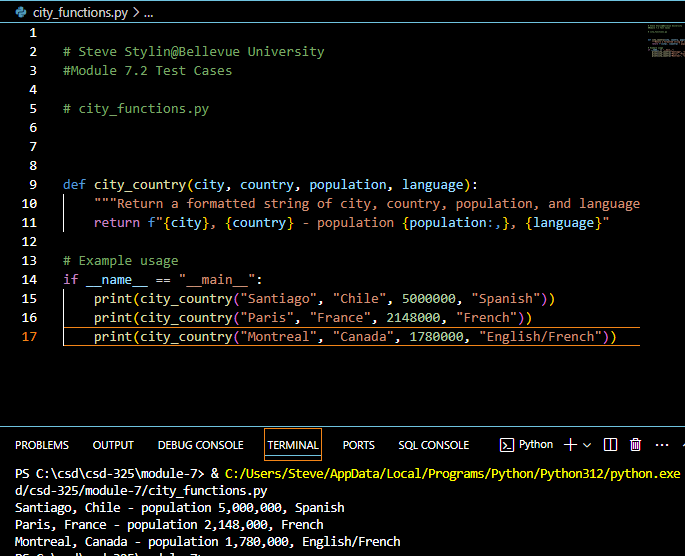 city_functions.py > ...
1
2 # Steve Stylin@Bellevue University
3 #Module 7.2 Test Cases
4
5 # city_functions.py
6
7
8
9 def city_country(city, country, population, language):
10 """Return a formatted string of city, country, population, and language
11 return f"{city}, {country} - population {population:,}, {language}"
12
13 # Example usage
14 if __name__ == "__main__":
15 print(city_country("Santiago", "Chile", 5000000, "Spanish"))
16 print(city_country("Paris", "France", 2148000, "French"))
17 print(city_country("Montreal", "Canada", 1780000, "English/French"))
PROBLEMS OUTPUT DEBUG CONSOLE TERMINAL PORTS SQL CONSOLE Python
PS C:\csd\csd-325\module-7> & C:/Users/Steve/AppData/Local/Programs/Python/Python312/python.exe
d/csd-325/module-7/city_functions.py
Santiago, Chile - population 5,000,000, Spanish
Paris, France - population 2,148,000, French
Montreal, Canada - population 1,780,000, English/French
PS C:\csd\csd-325\module-7>